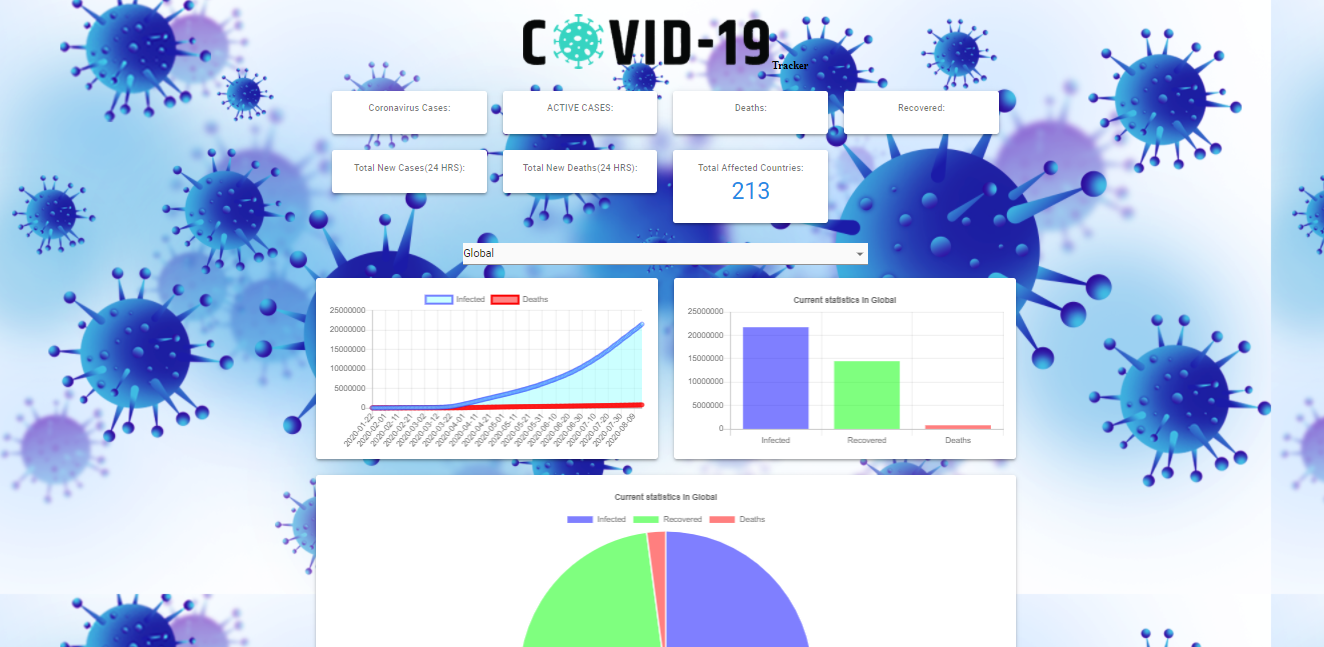 COVID-19
Tracker
Coronavirus Cases:
ACTIVE CASES:
Deaths:
Recovered:
Total New Cases(24 HRS):
Total New Deaths(24 HRS):
Total Affected Countries:
213
Global
Infected Deaths
25000000
20000000
15000000
10000000
5000000
0
2020-01-22
2020-02-01
2020-02-11
2020-02-21
2020-03-02
2020-03-12
2020-03-22
2020-04-01
2020-04-11
2020-04-21
2020-05-01
2020-05-11
2020-05-21
2020-05-31
2020-06-10
2020-06-20
2020-06-30
2020-07-10
2020-07-20
2020-07-30
2020-08-09
Current statistics in Global
25000000
20000000
15000000
10000000
5000000
0
Infected
Recovered
Deaths
Current statistics in Global
Infected Recovered Deaths